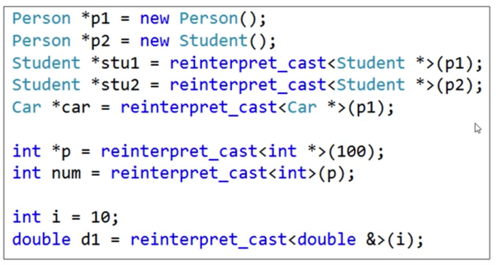 Person *p1 = new Person();
Person *p2 = new Student();
Student *stu1 = reinterpret_cast<Student *>(p1);
Student *stu2 = reinterpret_cast<Student *>(p2);
Car *car = reinterpret_cast<Car *>(p1);
int *p = reinterpret_cast<int *>(100);
int num = reinterpret_cast<int>(p);
int i = 10;
double d1 = reinterpret_cast<double &>(i);